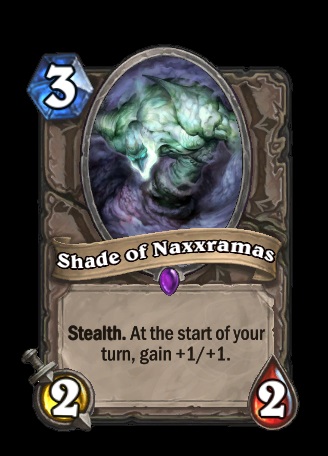 3
Shade of Naxxramas
Stealth. At the start of your
turn, gain +1/+1.
2
2